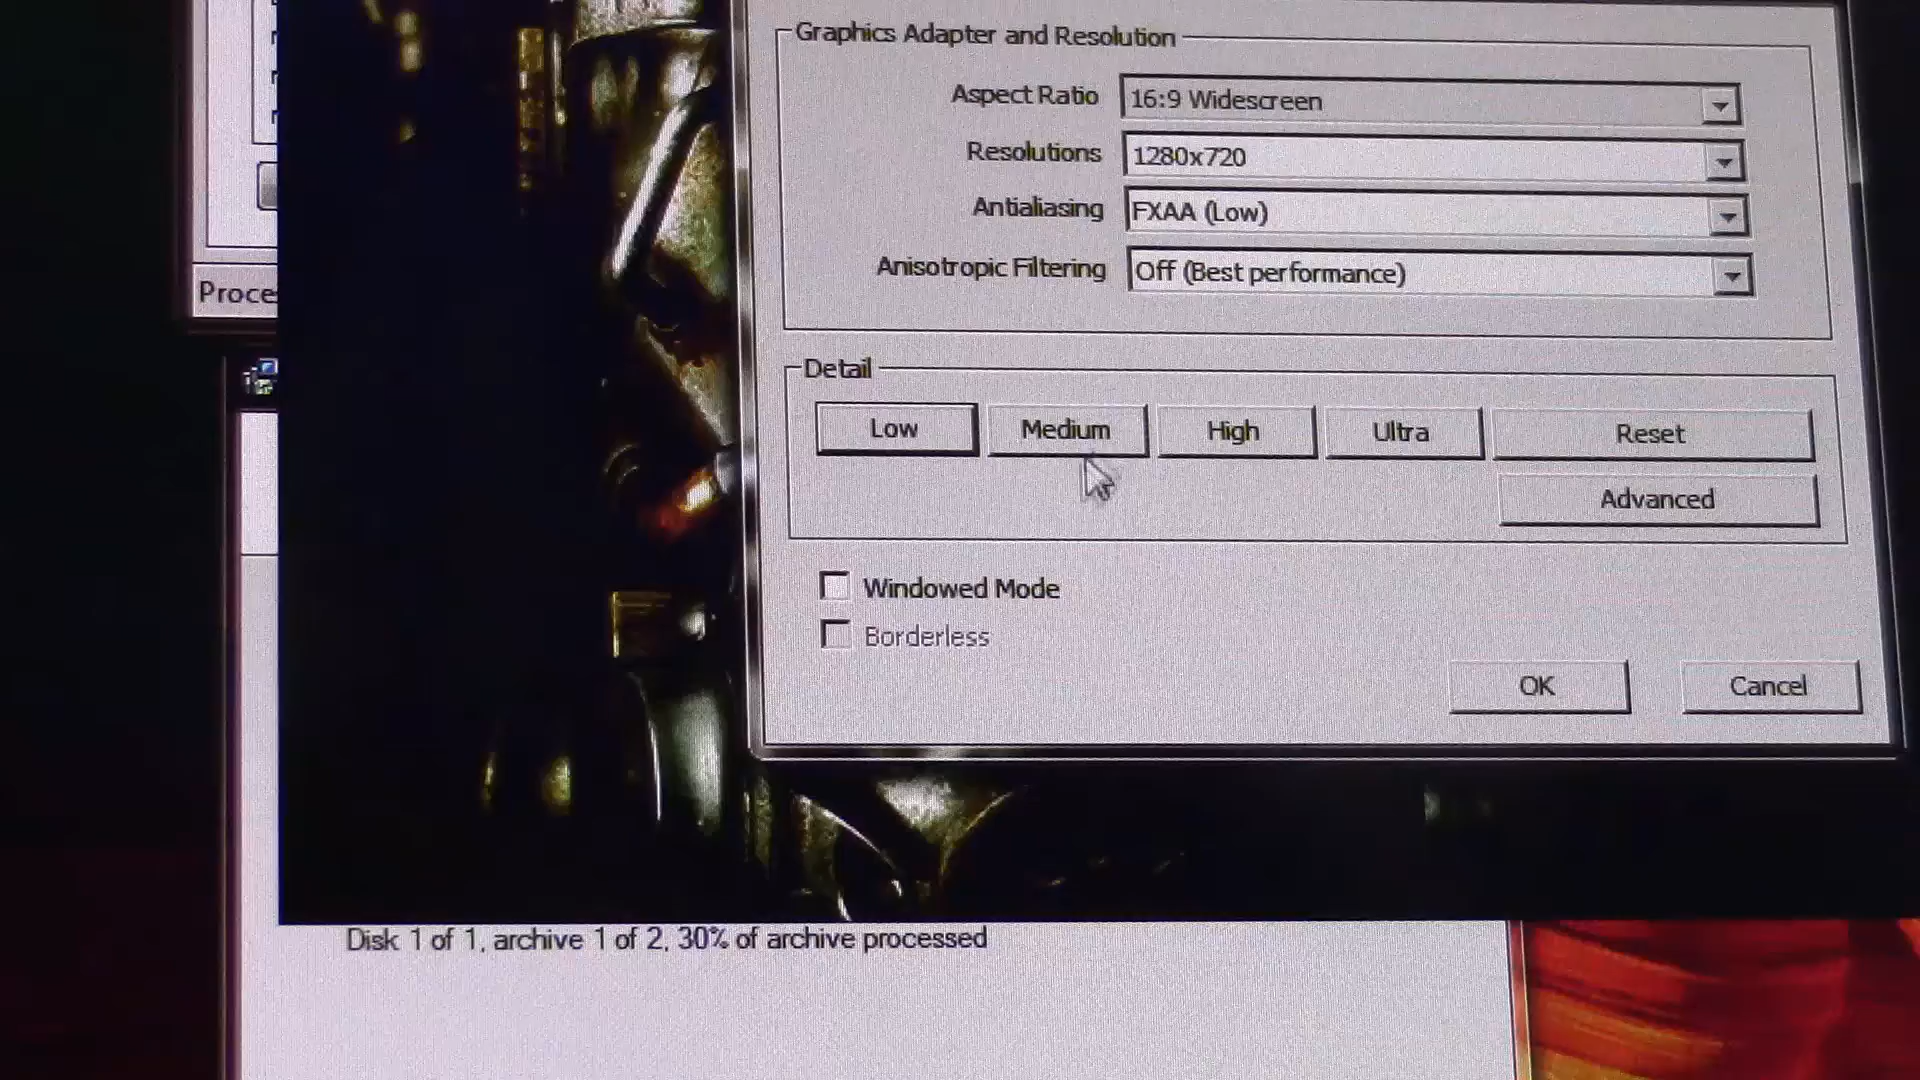 Graphics Adapter and Resolution
Aspect Ratio
16:9 Widescreen
Resolutions
1280x720
Antialiasing
FXAA (Low)
Anisotropic Filtering
Off (Best performance)
Detail
Low
Medium
High
Ultra
Reset
Advanced
Windowed Mode
Borderless
OK
Cancel
Disk 1 of 1, archive 1 of 2, 30% of archive processed